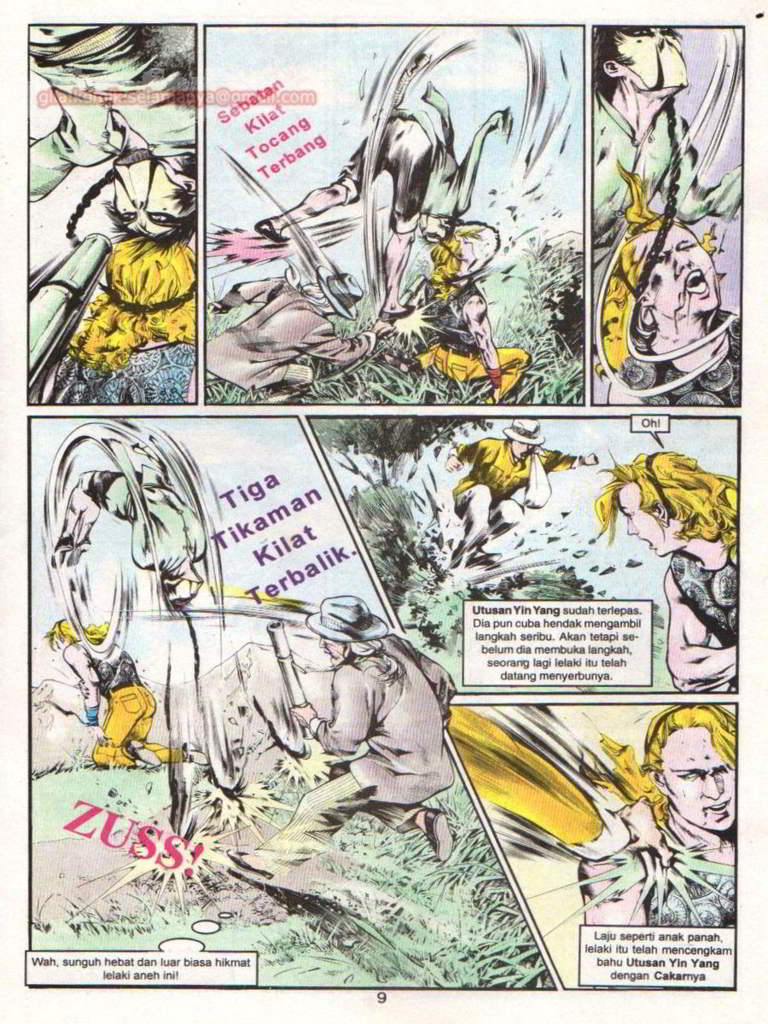 Sebatan
Kilat
Tocang
Terbang
Tiga
Tikaman
Kilat
Terbalik.
Oh!
Utusan Yin Yang sudah terlepas.
Dia pun cuba hendak mengambil
langkah seribu. Akan tetapi se-
belum dia membuka langkah,
seorang lagi lelaki itu telah
datang menyerbunya.
ZUSS!
Wah, sunguh hebat dan luar biasa hikmat
lelaki aneh ini!
Laju seperti anak panah,
lelaki itu telah mencengkam
bahu Utusan Yin Yang
dengan Cakarnya
9